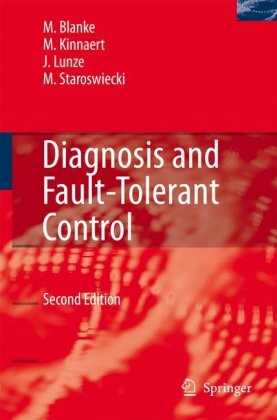 M. Blanke
M. Kinnaert
J. Lunze
M. Staroswiecki
Diagnosis and
Fault-Tolerant
Control
Second Edition
Springer